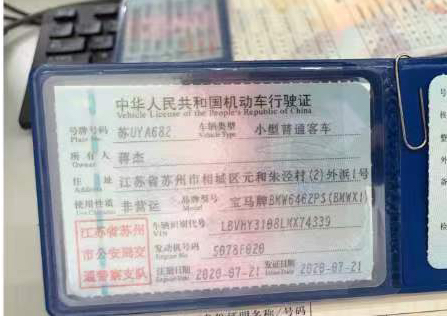 中华人民共和国机动车行驶证
Vehicle License of the People's Republic of China
号牌号码 苏UYA682 车辆类型 小型普通客车
Plate No. Vehicle Type
所有人 蒋杰
Owner
住址 江苏省苏州市相城区元和朱泾村(2)外浜1号
Address
使用性质 非营运 品牌型号 宝马牌BMW6462PS(BMWX1)
Use Character Model
江苏省苏州 车辆识别代号 LBVHY3108LMX74339
VIN
市公安局交 发动机号码 5078F020
Engine No.
通警察支队 注册日期 2020-07-21 发证日期 2020-07-21
Register Date Issue Date